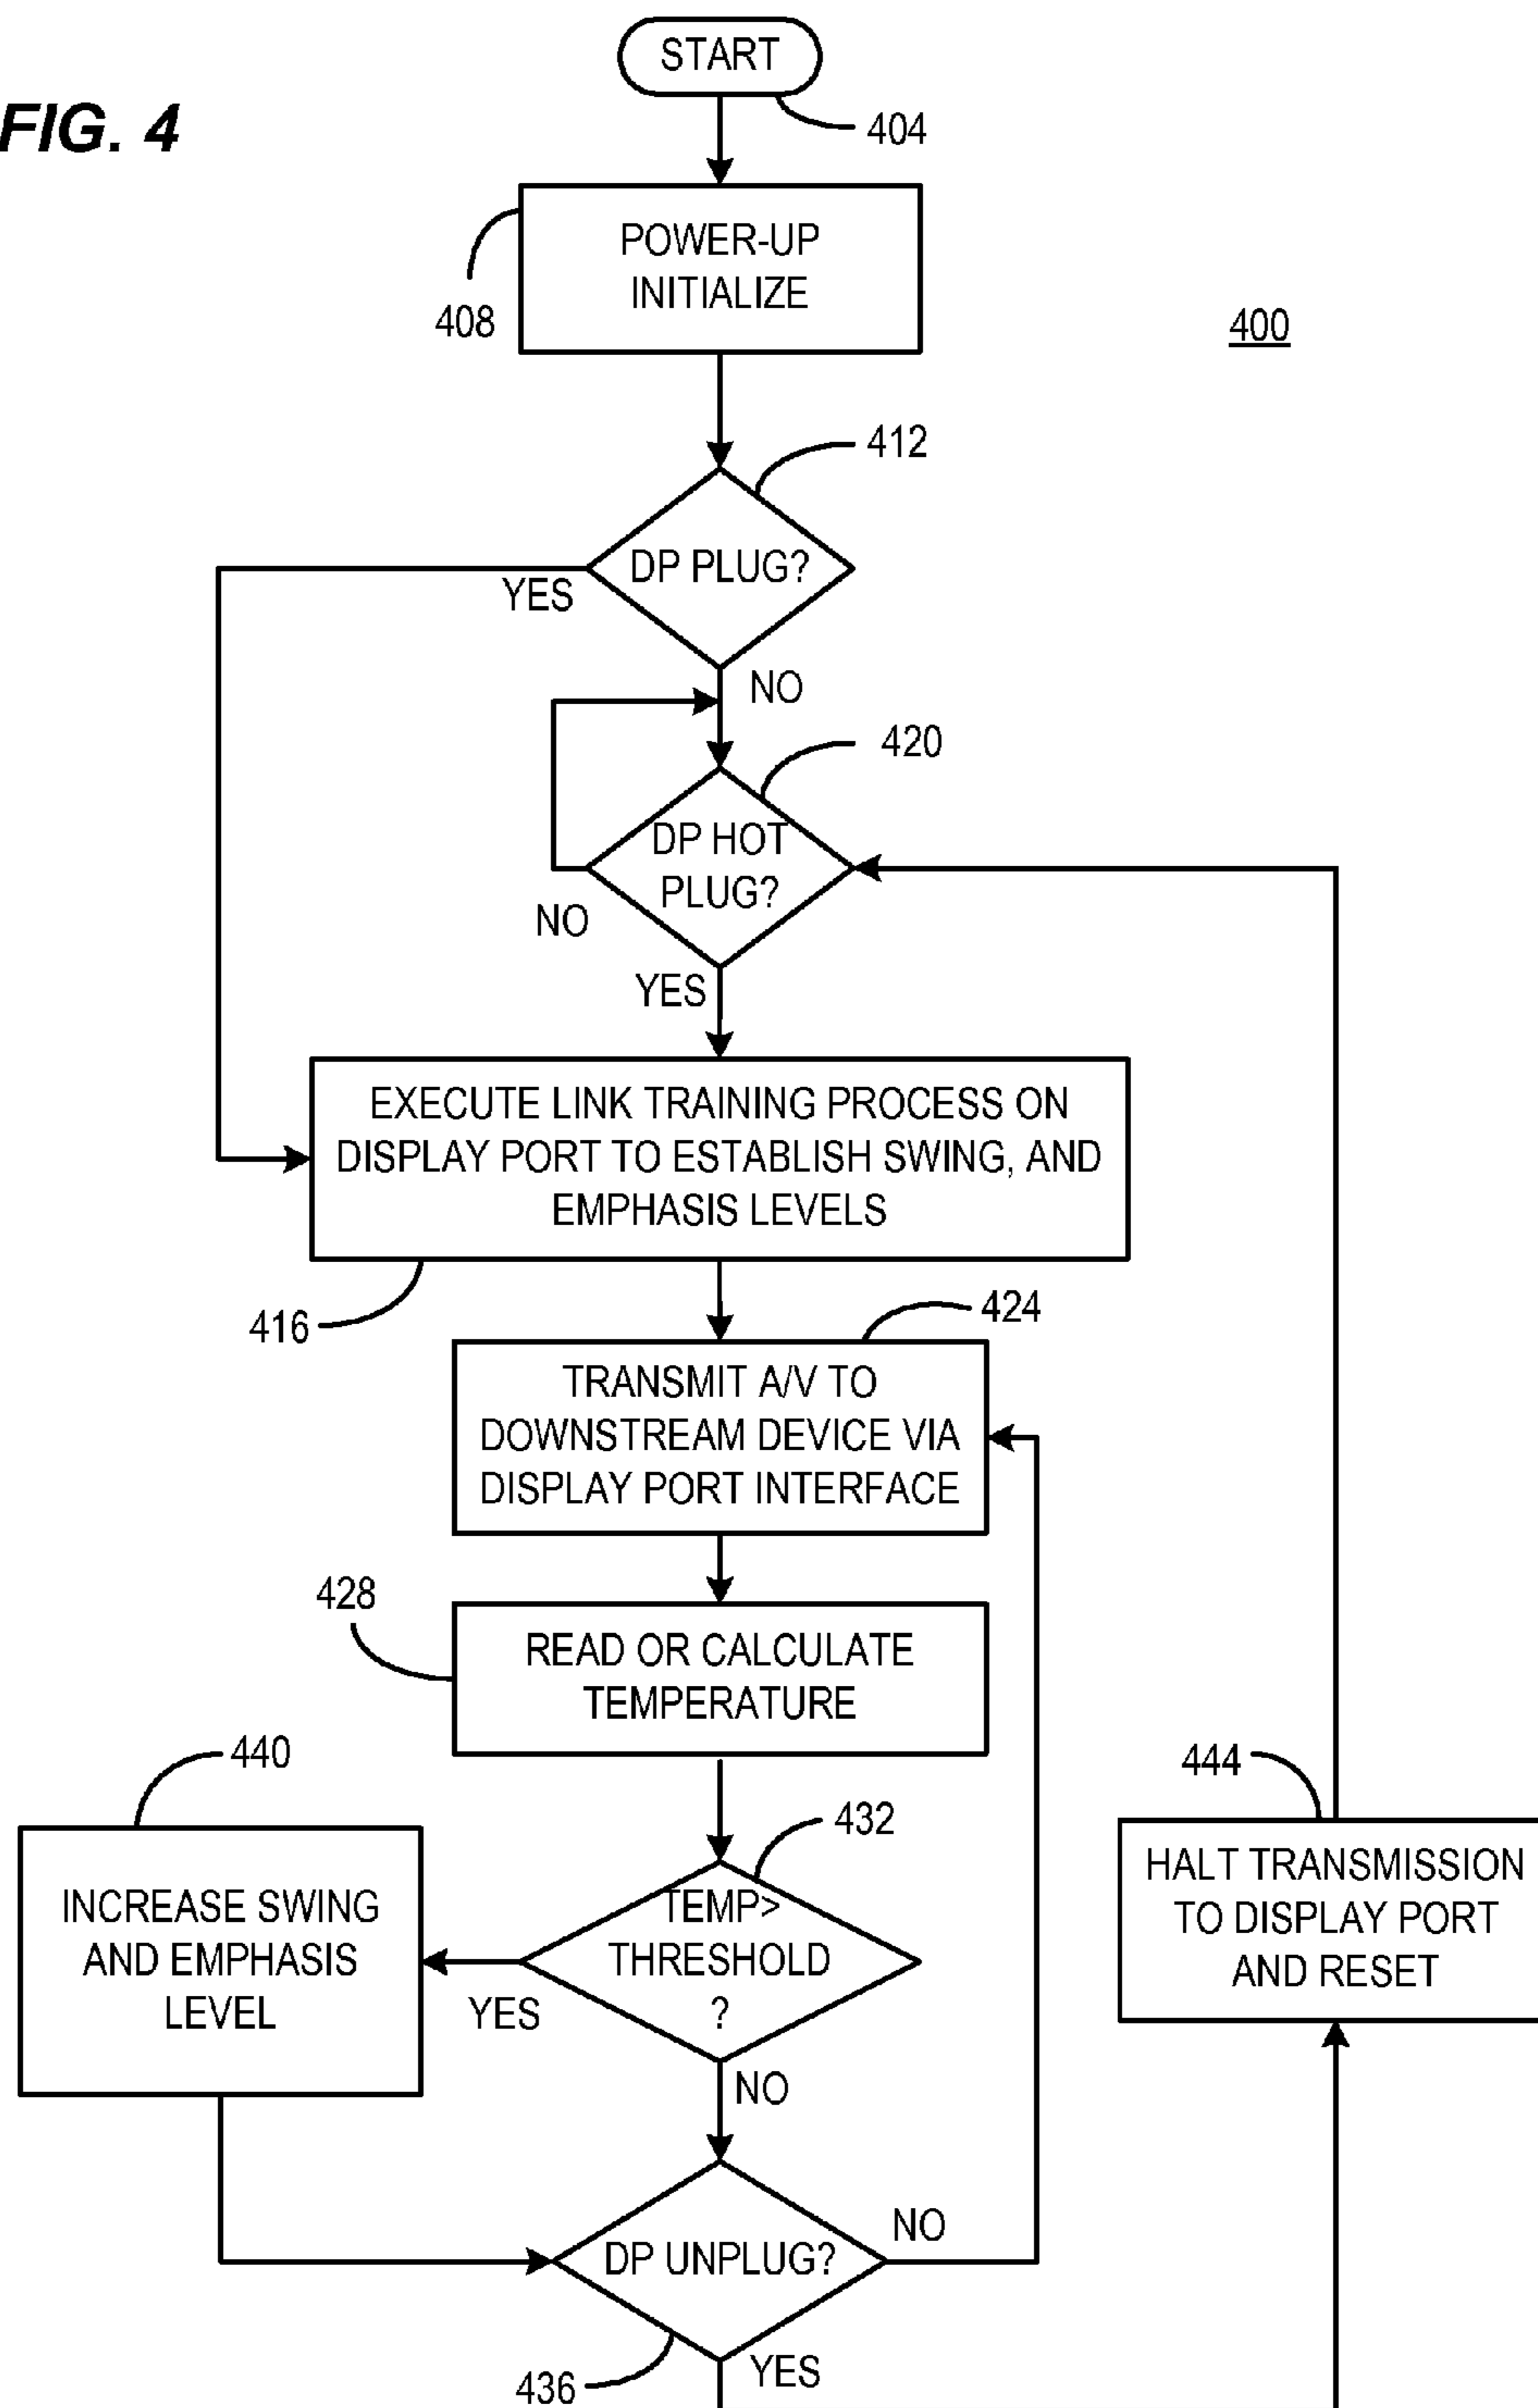 FIG. 4
START
404
POWER-UP
INITIALIZE
408
400
412
DP PLUG?
YES
NO
420
DP HOT
PLUG?
NO
YES
EXECUTE LINK TRAINING PROCESS ON
DISPLAY PORT TO ESTABLISH SWING, AND
EMPHASIS LEVELS
416
424
TRANSMIT A/V TO
DOWNSTREAM DEVICE VIA
DISPLAY PORT INTERFACE
428
READ OR CALCULATE
TEMPERATURE
440
444
432
INCREASE SWING
AND EMPHASIS
LEVEL
TEMP>
THRESHOLD
?
YES
NO
HALT TRANSMISSION
TO DISPLAY PORT
AND RESET
DP UNPLUG?
NO
436
YES